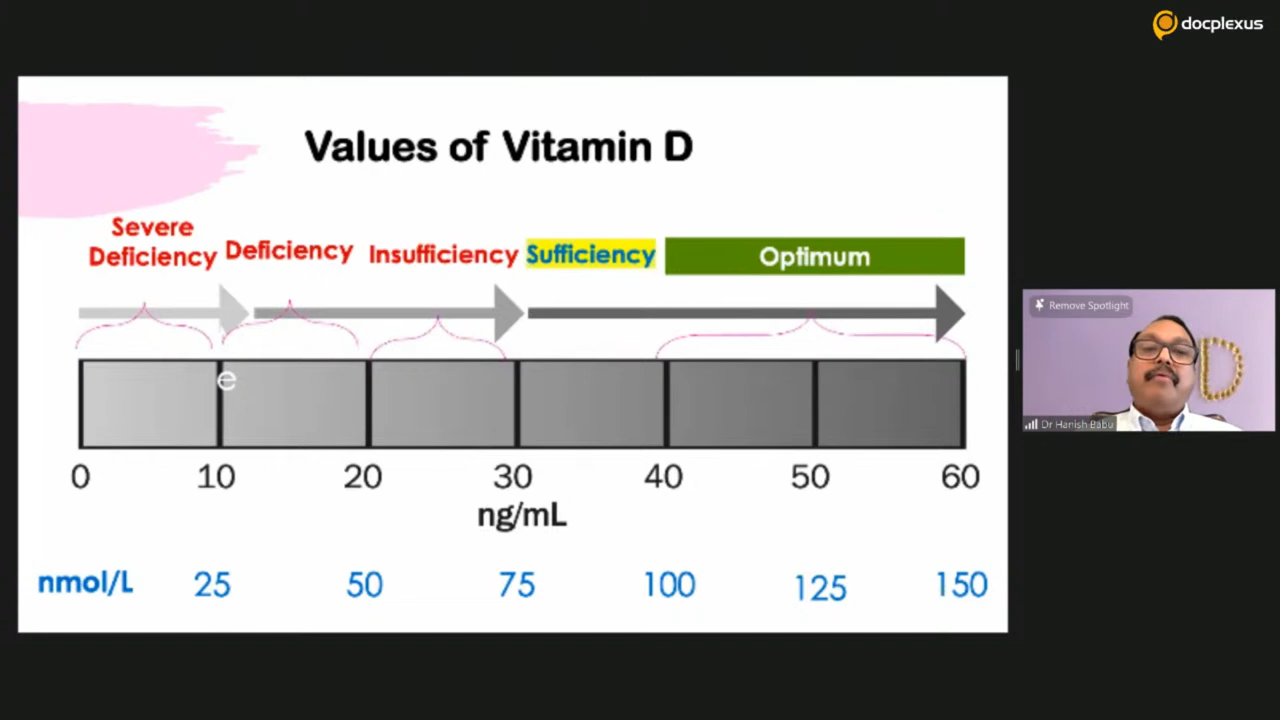 docplexus
Values of Vitamin D
Severe
Deficiency
Deficiency
Insufficiency
Sufficiency
Optimum
e
0 10 20 30 40 50 60
ng/mL
nmol/L 25 50 75 100 125 150
Remove Spotlight
D
Dr Hanish Babu